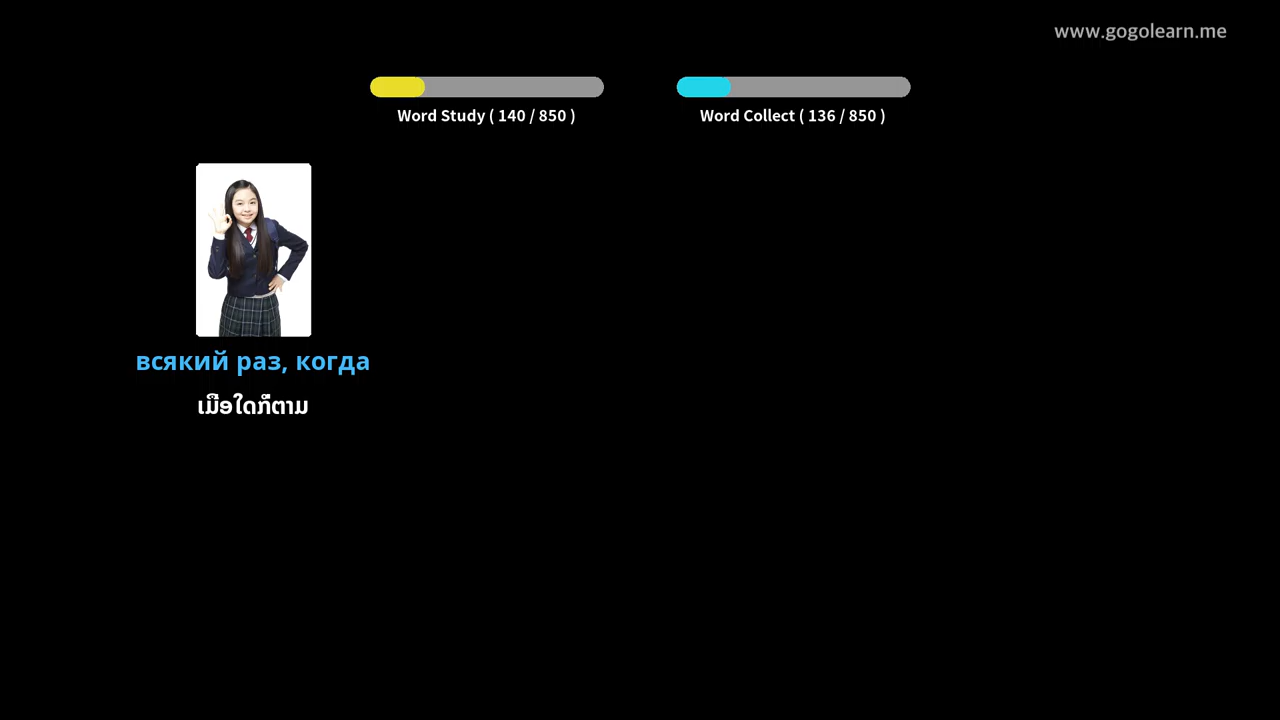 www.gogolearn.me
Word Study ( 140 / 850 )
Word Collect ( 136 / 850 )
всякий раз, когда
ເມື່ອໃດກໍ່ຕາມ